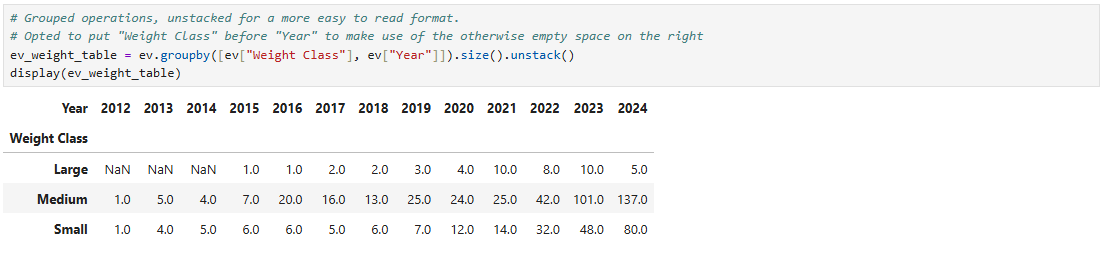 # Grouped operations, unstacked for a more easy to read format.
# Opted to put "Weight Class" before "Year" to make use of the otherwise empty space on the right
ev_weight_table = ev.groupby([ev["Weight Class"], ev["Year"]]).size().unstack()
display(ev_weight_table)
Year 2012 2013 2014 2015 2016 2017 2018 2019 2020 2021 2022 2023 2024
Weight Class
Large NaN NaN NaN 1.0 1.0 2.0 2.0 3.0 4.0 10.0 8.0 10.0 5.0
Medium 1.0 5.0 4.0 7.0 20.0 16.0 13.0 25.0 24.0 25.0 42.0 101.0 137.0
Small 1.0 4.0 5.0 6.0 6.0 5.0 6.0 7.0 12.0 14.0 32.0 48.0 80.0